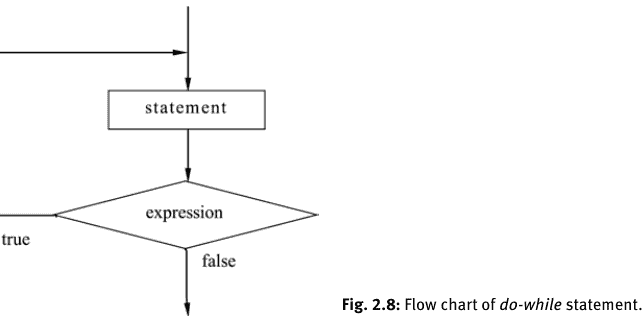 statement
expression
true
false
Fig. 2.8: Flow chart of do-while statement.